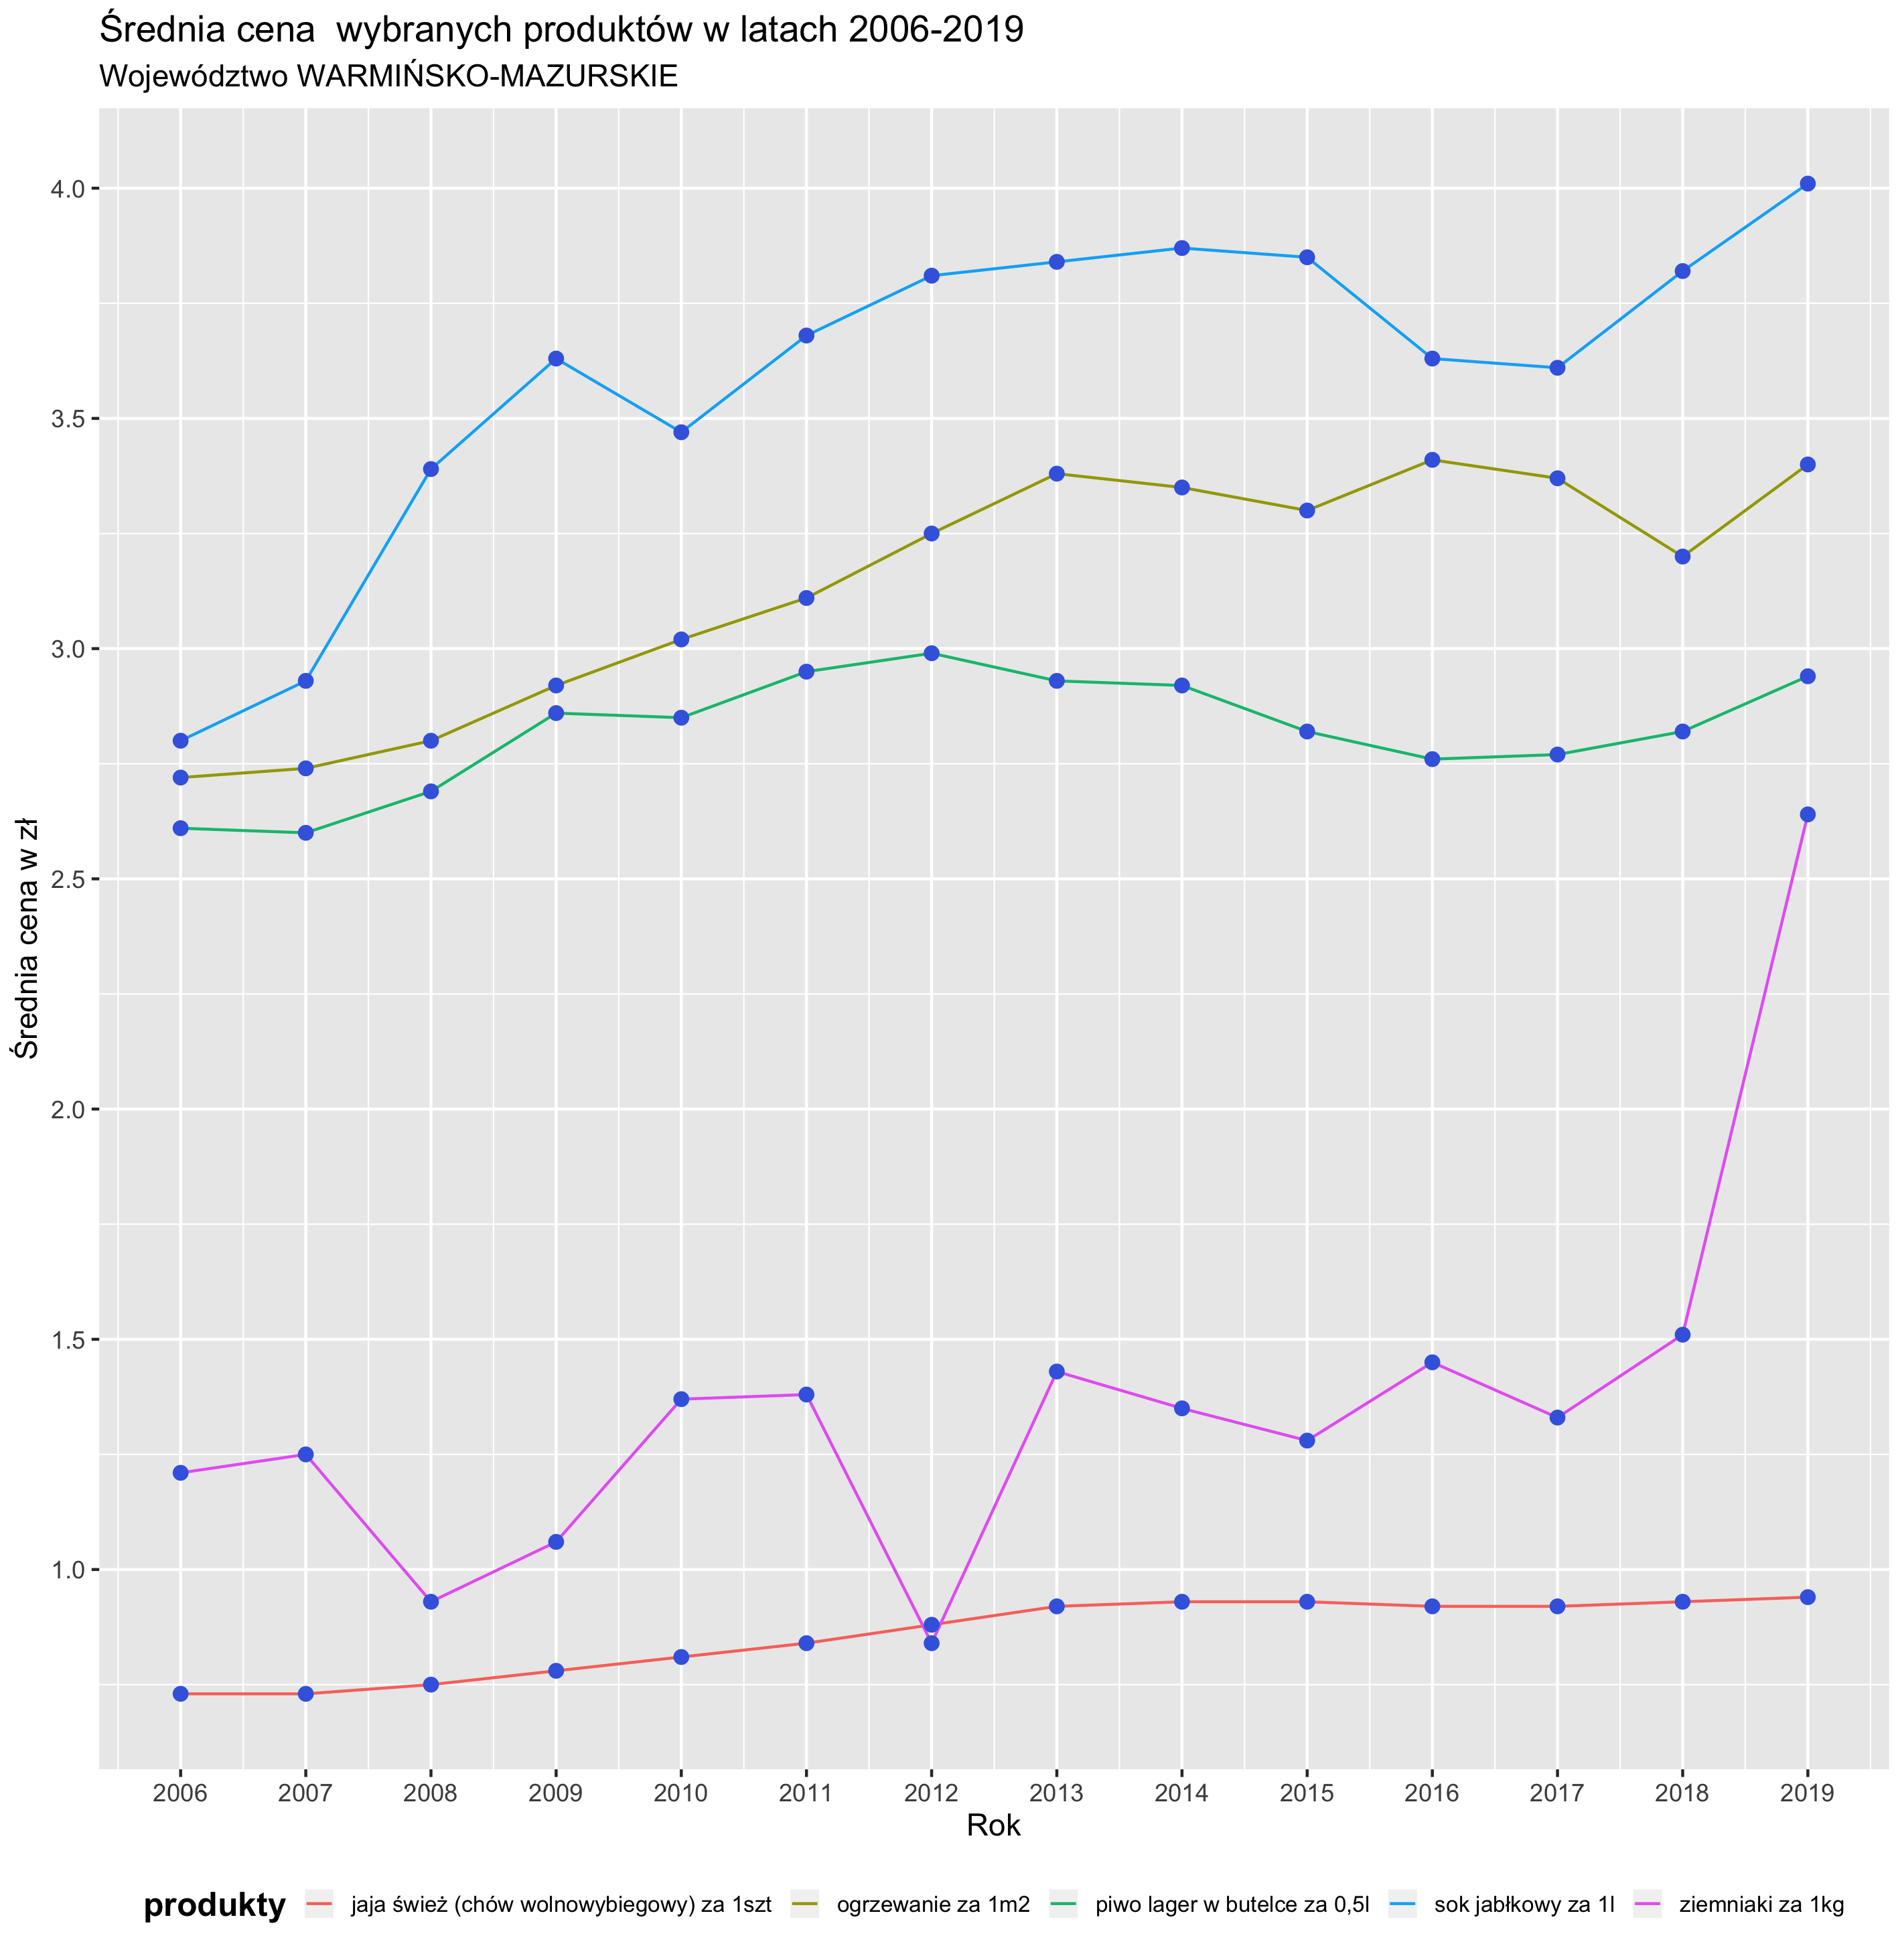 Średnia cena  wybranych produktów w latach 2006-2019
Województwo WARMIŃSKO-MAZURSKIE
Średnia cena w zł
4.0
3.5
3.0
2.5
2.0
1.5
1.0
2006 2007 2008 2009 2010 2011 2012 2013 2014 2015 2016 2017 2018 2019
Rok
produkty jaja śwież (chów wolnowybiegowy) za 1szt ogrzewanie za 1m2 piwo lager w butelce za 0,5l sok jabłkowy za 1l ziemniaki za 1kg